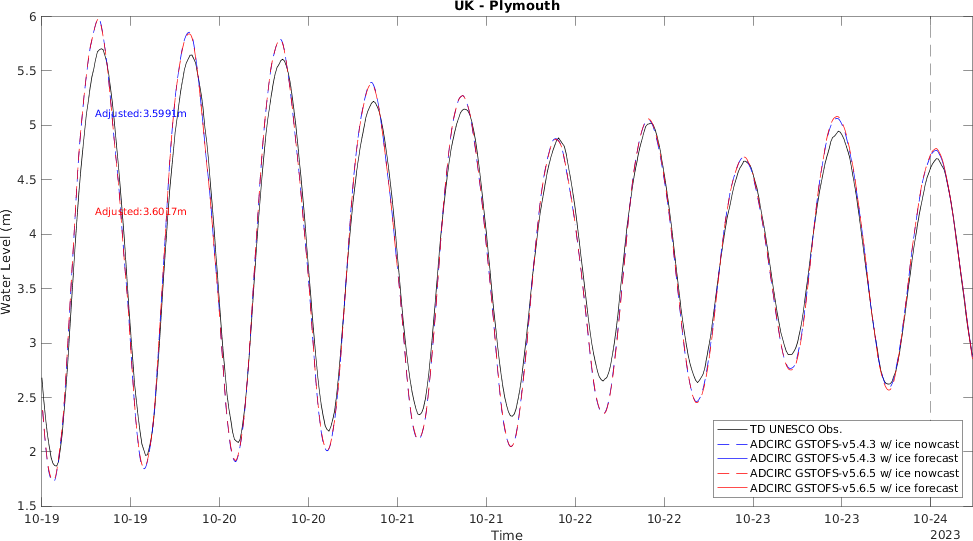 UK - Plymouth
6
5.5
5
4.5
4
3.5
3
2.5
2
1.5
Water Level (m)
Adjusted:3.5991m
Adjusted:3.6017m
TD UNESCO Obs.
ADCIRC GSTOFS-v5.4.3 w/ ice nowcast
ADCIRC GSTOFS-v5.4.3 w/ ice forecast
ADCIRC GSTOFS-v5.6.5 w/ ice nowcast
ADCIRC GSTOFS-v5.6.5 w/ ice forecast
10-19 10-19 10-20 10-20 10-21 10-21 10-22 10-22 10-23 10-23 10-24
Time 2023